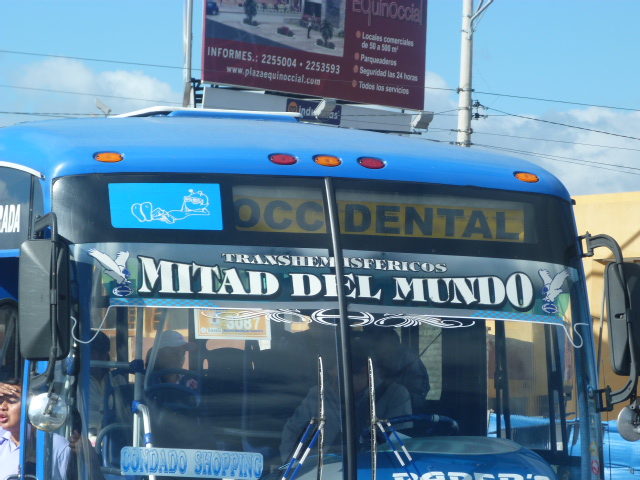 EquinOccial
• Locales comerciales
de 50 a 500 m²
• Parqueaderos
• Seguridad las 24 horas
• Todos los servicios
INFORMES.: 2255004 - 2253593
www.plazaequinoccial.com
OCCIDENTAL
TRANSHEMISFERICOS
MITAD DEL MUNDO
3087
CONDADO SHOPPING